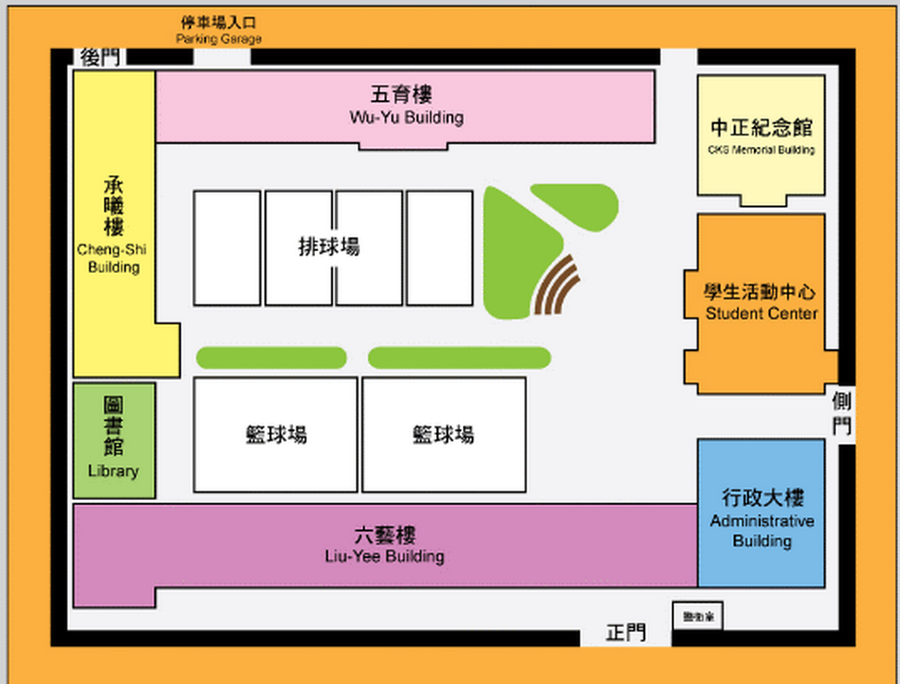 停車場入口
Parking Garage
後門
五育樓
Wu-Yu Building
中正紀念館
CKS Memorial Building
承曦樓
Cheng-Shi
Building
排球場
學生活動中心
Student Center
側門
圖書館
Library
籃球場
籃球場
行政大樓
Administrative
Building
六藝樓
Liu-Yee Building
警衛室
正門